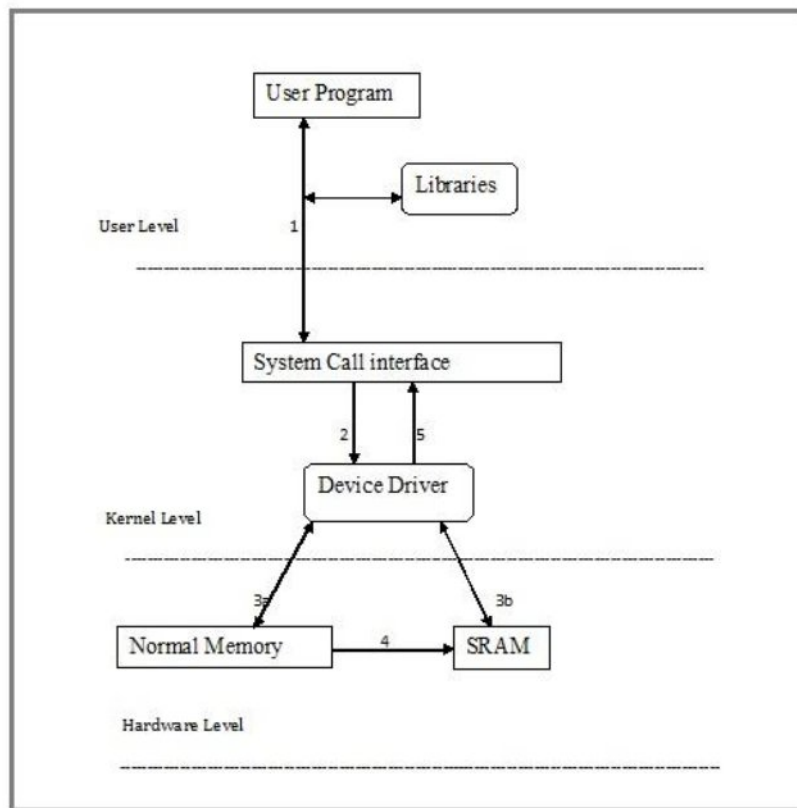 User Program
Libraries
User Level
1
System Call interface
2
5
Device Driver
Kernel Level
3a
3b
Normal Memory
4
SRAM
Hardware Level